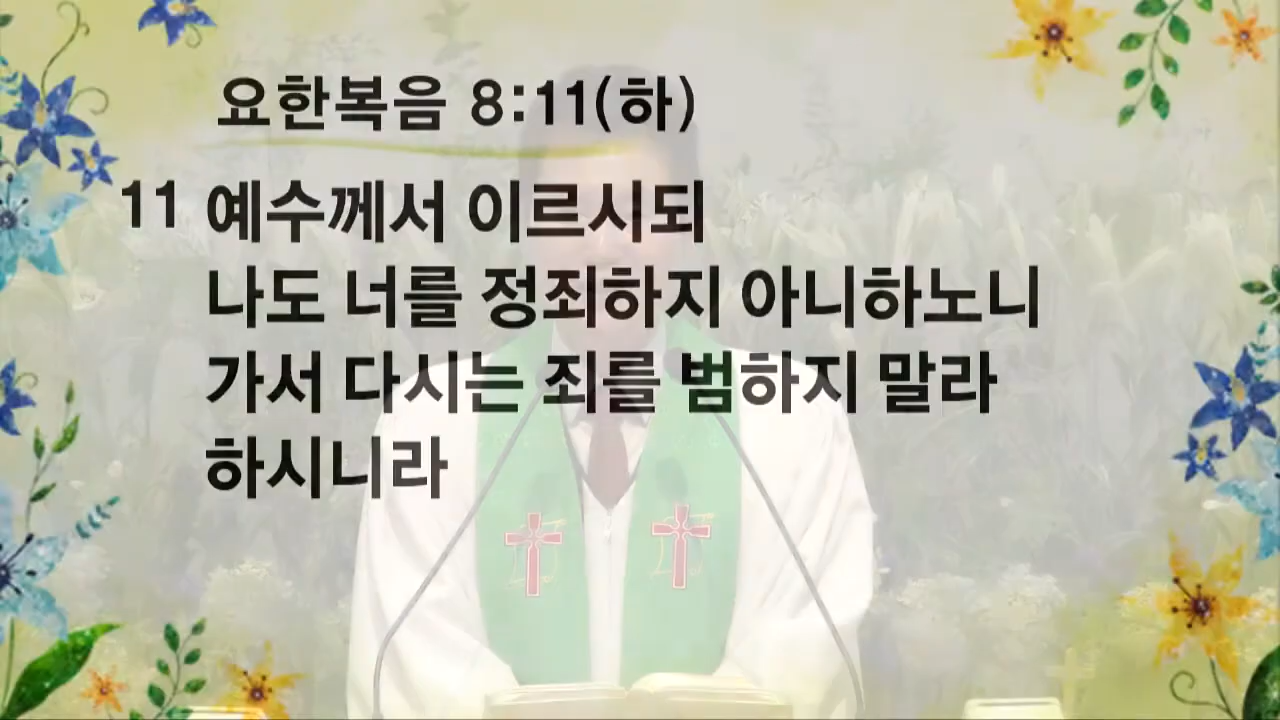 요한복음 8:11(하)
11 예수께서 이르시되
나도 너를 정죄하지 아니하노니
가서 다시는 죄를 범하지 말라
하시니라